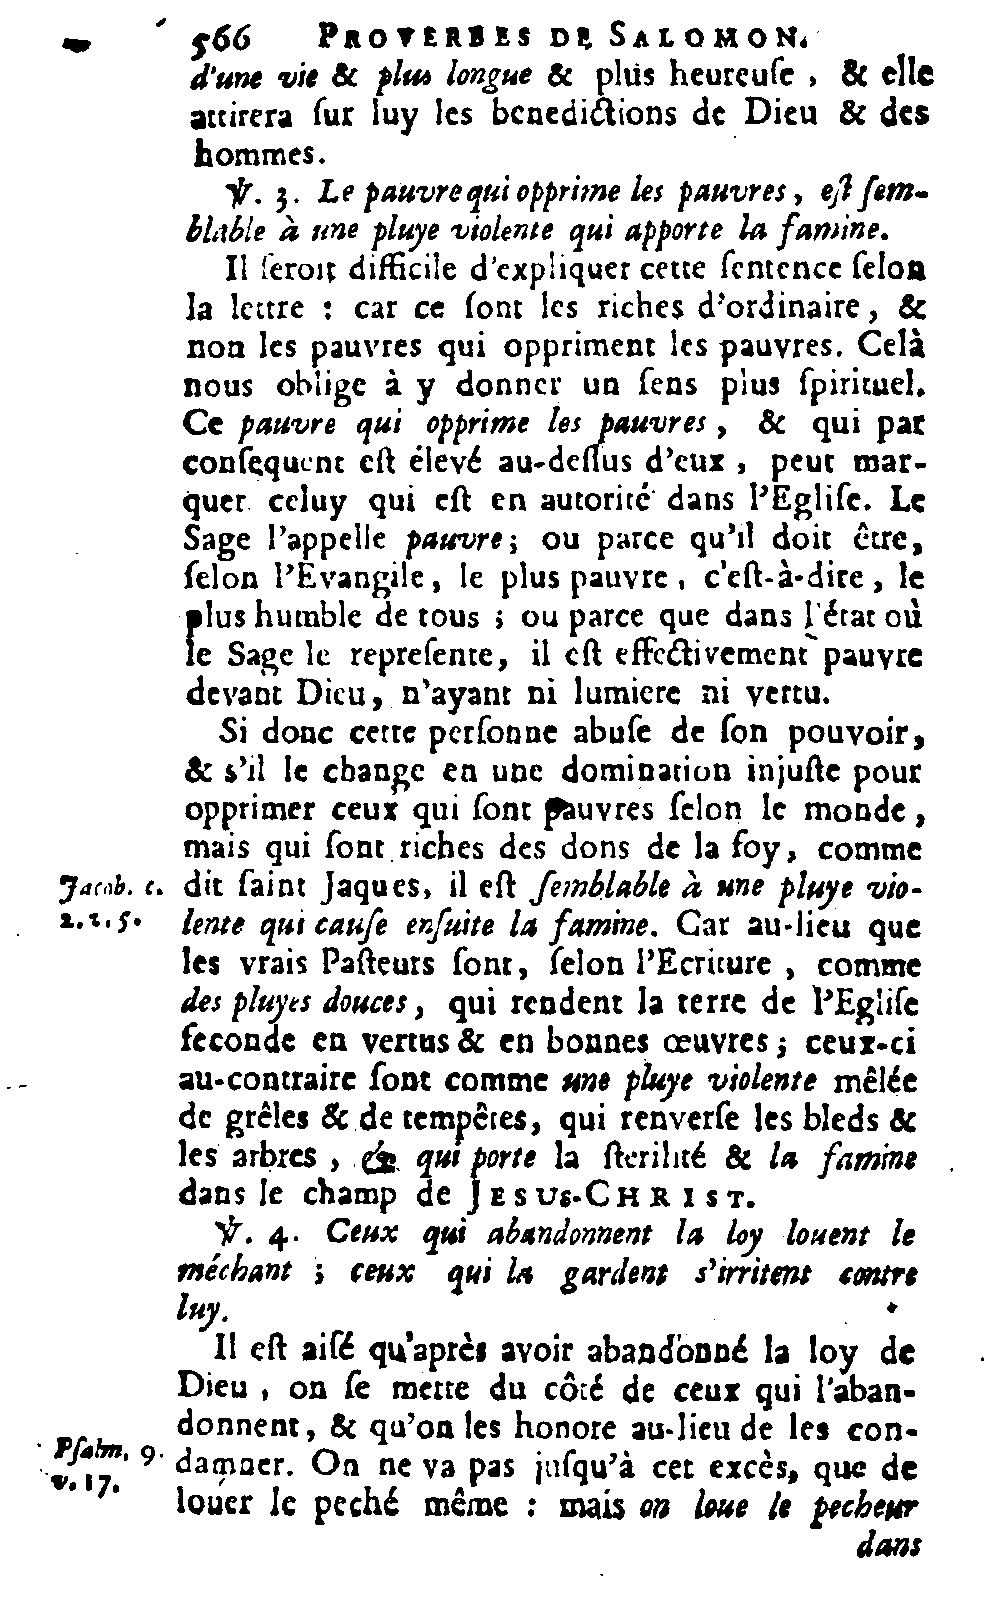 566 PROVERBES DE SALOMON.
d'une vie & plus longue & plus heureuſe, & elle
attirera ſur luy les benedictions de Dieu & des
hommes.
℣. 3. Le pauvre qui opprime les pauvres, eſt ſem-
blable à une pluye violente qui apporte la famine.
Il ſeroit difficile d'expliquer cette ſentence ſelon
la lettre : car ce ſont les riches d'ordinaire, &
non les pauvres qui oppriment les pauvres. Celà
nous oblige à y donner un ſens plus ſpirituel.
Ce pauvre qui opprime les pauvres, & qui par
conſequent eſt élevé au-deſſus d'eux, peut mar-
quer celuy qui eſt en autorité dans l'Egliſe. Le
Sage l'appelle pauvre; ou parce qu'il doit être,
ſelon l'Evangile, le plus pauvre, c'eſt-à-dire, le
plus humble de tous ; ou parce que dans l'état où
le Sage le repreſente, il eſt effectivement pauvre
devant Dieu, n'ayant ni lumiere ni vertu.
Si donc cette perſonne abuſe de ſon pouvoir,
& s'il le change en une domination injuſte pour
opprimer ceux qui ſont pauvres ſelon le monde,
mais qui ſont riches des dons de la foy, comme
Jacob. c. dit ſaint Jaques, il eſt ſemblable à une pluye vio-
2. v. 5. lente qui cauſe enſuite la famine. Car au-lieu que
les vrais Paſteurs ſont, ſelon l'Ecriture, comme
des pluyes douces, qui rendent la terre de l'Egliſe
feconde en vertus & en bonnes œuvres; ceux-ci
au-contraire ſont comme une pluye violente mêlée
de grêles & de tempêtes, qui renverſe les bleds &
les arbres, & qui porte la ſterilité & la famine
dans le champ de JESUS-CHRIST.
℣. 4. Ceux qui abandonnent la loy louent le
méchant ; ceux qui la gardent s'irritent contre
luy.
Il eſt aiſé qu'après avoir abandonné la loy de
Dieu, on ſe mette du côté de ceux qui l'aban-
donnent, & qu'on les honore au-lieu de les con-
Pſalm. 9. damner. On ne va pas juſqu'à cet excès, que de
v. 17. louer le peché même : mais on loue le pecheur
dans